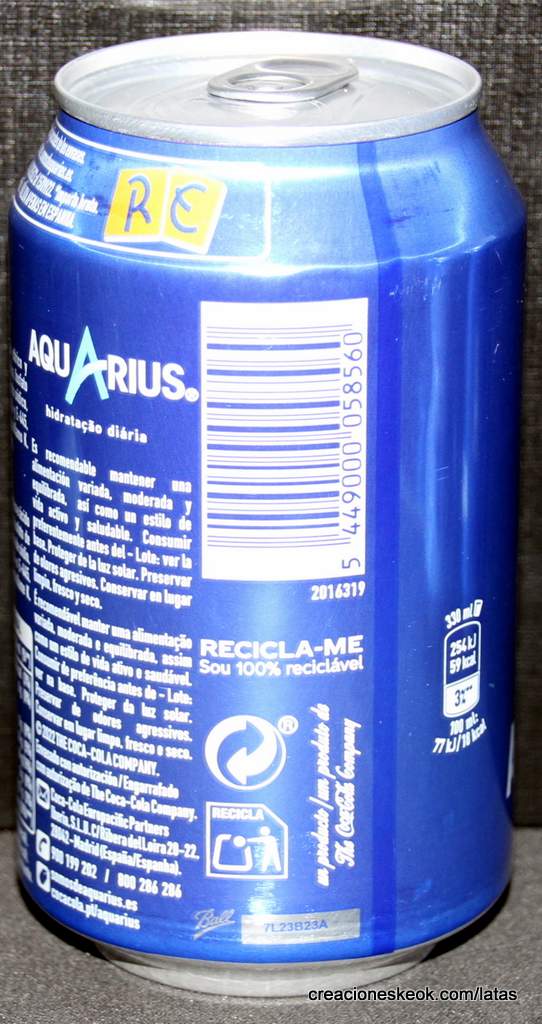 RE
ESPAÑA.
AQUARIUS®
hidratação diária
Es recomendable mantener una
alimentación variada, moderada y
equilibrada, así como un estilo de
vida activo y saludable. Consumir
preferentemente antes del - Lote: ver la
base. Proteger de la luz solar. Preservar
de olores agresivos. Conservar en lugar
limpio, fresco y seco.
É recomendável manter uma alimentação
variada, moderada e equilibrada, assim
como um estilo de vida ativo e saudável.
Consumir de preferência antes de - Lote:
ver na base. Proteger da luz solar.
Preservar de odores agressivos.
Conservar em lugar limpo, fresco e seco.
© 2022 THE COCA-COLA COMPANY.
Envasado con autorización / Engarrafado
com autorização de The Coca-Cola Company.
Coca-Cola Europacific Partners
Iberia, S.L.U. C/Ribera del Loira 20-22.
28042 - Madrid (España/Espanha).
900 199 202 / 800 286 286
cocacola.pt/aquarius
5 449000 058560
2016319
RECICLA-ME
Sou 100% reciclável
®
RECICLA
un producto / um produto de
The Coca-Cola Company
Ball
7L23B23A
330 ml
254 kJ
59 kcal
3%
100 ml:
77 kJ / 18 kcal
creacioneskeok.com/latas